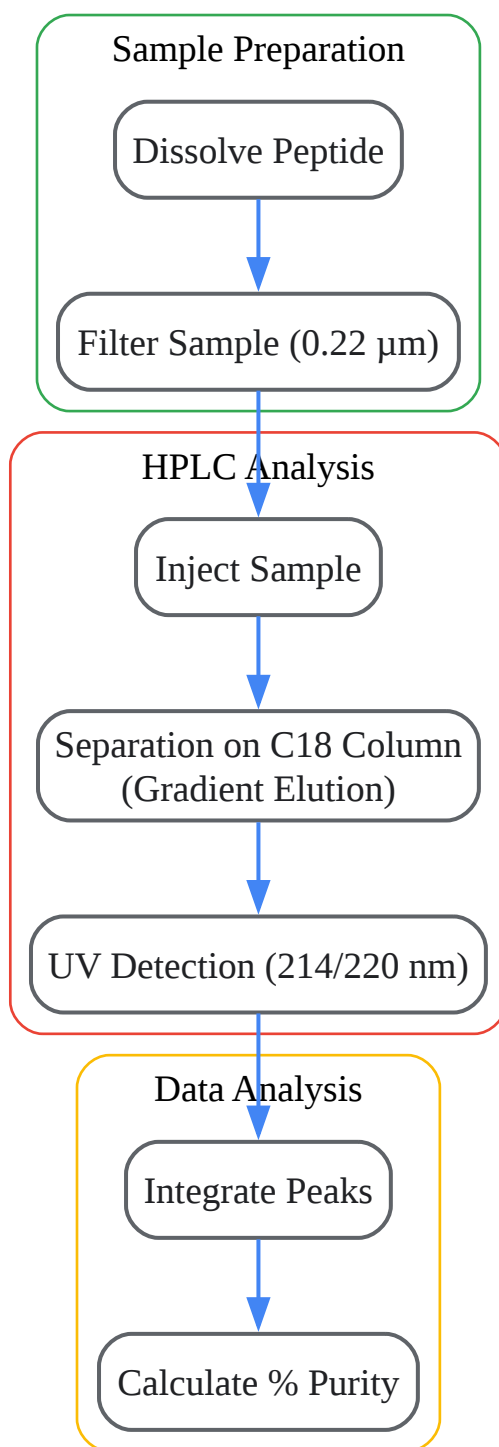 Sample Preparation
Dissolve Peptide
Filter Sample (0.22 µm)
HPLC Analysis
Inject Sample
Separation on C18 Column
(Gradient Elution)
UV Detection (214/220 nm)
Data Analysis
Integrate Peaks
Calculate % Purity